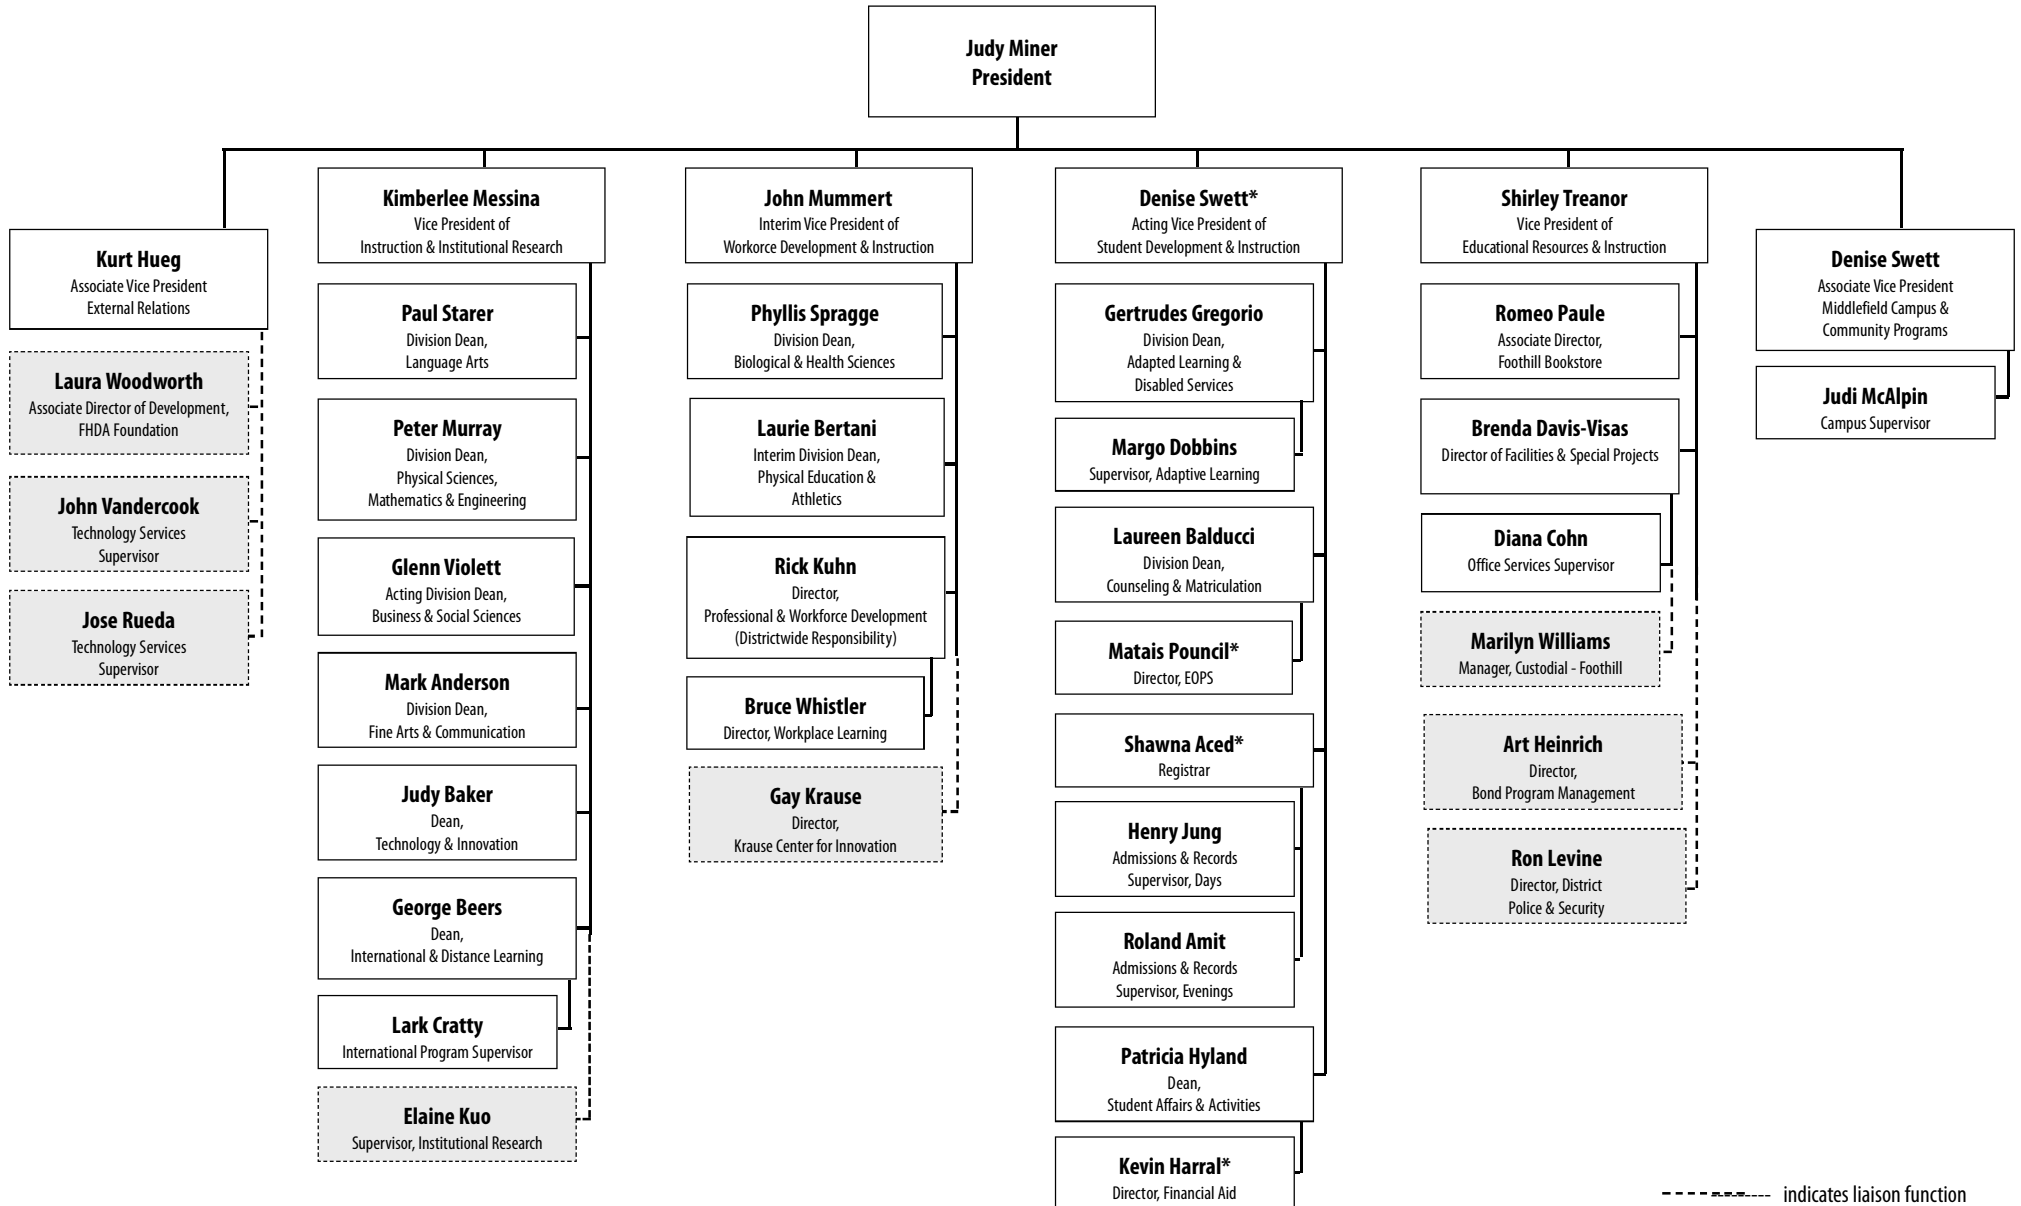 Judy Miner
President
Kurt Hueg
Associate Vice President
External Relations
Laura Woodworth
Associate Director of Development,
FHDA Foundation
John Vandercook
Technology Services
Supervisor
Jose Rueda
Technology Services
Supervisor
Kimberlee Messina
Vice President of
Instruction & Institutional Research
Paul Starer
Division Dean,
Language Arts
Peter Murray
Division Dean,
Physical Sciences,
Mathematics & Engineering
Glenn Violett
Acting Division Dean,
Business & Social Sciences
Mark Anderson
Division Dean,
Fine Arts & Communication
Judy Baker
Dean,
Technology & Innovation
George Beers
Dean,
International & Distance Learning
Lark Cratty
International Program Supervisor
Elaine Kuo
Supervisor, Institutional Research
John Mummert
Interim Vice President of
Workorce Development & Instruction
Phyllis Spragge
Division Dean,
Biological & Health Sciences
Laurie Bertani
Interim Division Dean,
Physical Education &
Athletics
Rick Kuhn
Director,
Professional & Workforce Development
(Districtwide Responsibility)
Bruce Whistler
Director, Workplace Learning
Gay Krause
Director,
Krause Center for Innovation
Denise Swett*
Acting Vice President of
Student Development & Instruction
Gertrudes Gregorio
Division Dean,
Adapted Learning &
Disabled Services
Margo Dobbins
Supervisor, Adaptive Learning
Laureen Balducci
Division Dean,
Counseling & Matriculation
Matais Pouncil*
Director, EOPS
Shawna Aced*
Registrar
Henry Jung
Admissions & Records
Supervisor, Days
Roland Amit
Admissions & Records
Supervisor, Evenings
Patricia Hyland
Dean,
Student Affairs & Activities
Kevin Harral*
Director, Financial Aid
Shirley Treanor
Vice President of
Educational Resources & Instruction
Romeo Paule
Associate Director,
Foothill Bookstore
Brenda Davis-Visas
Director of Facilities & Special Projects
Diana Cohn
Office Services Supervisor
Marilyn Williams
Manager, Custodial - Foothill
Art Heinrich
Director,
Bond Program Management
Ron Levine
Director, District
Police & Security
Denise Swett
Associate Vice President
Middlefield Campus &
Community Programs
Judi McAlpin
Campus Supervisor
indicates liaison function